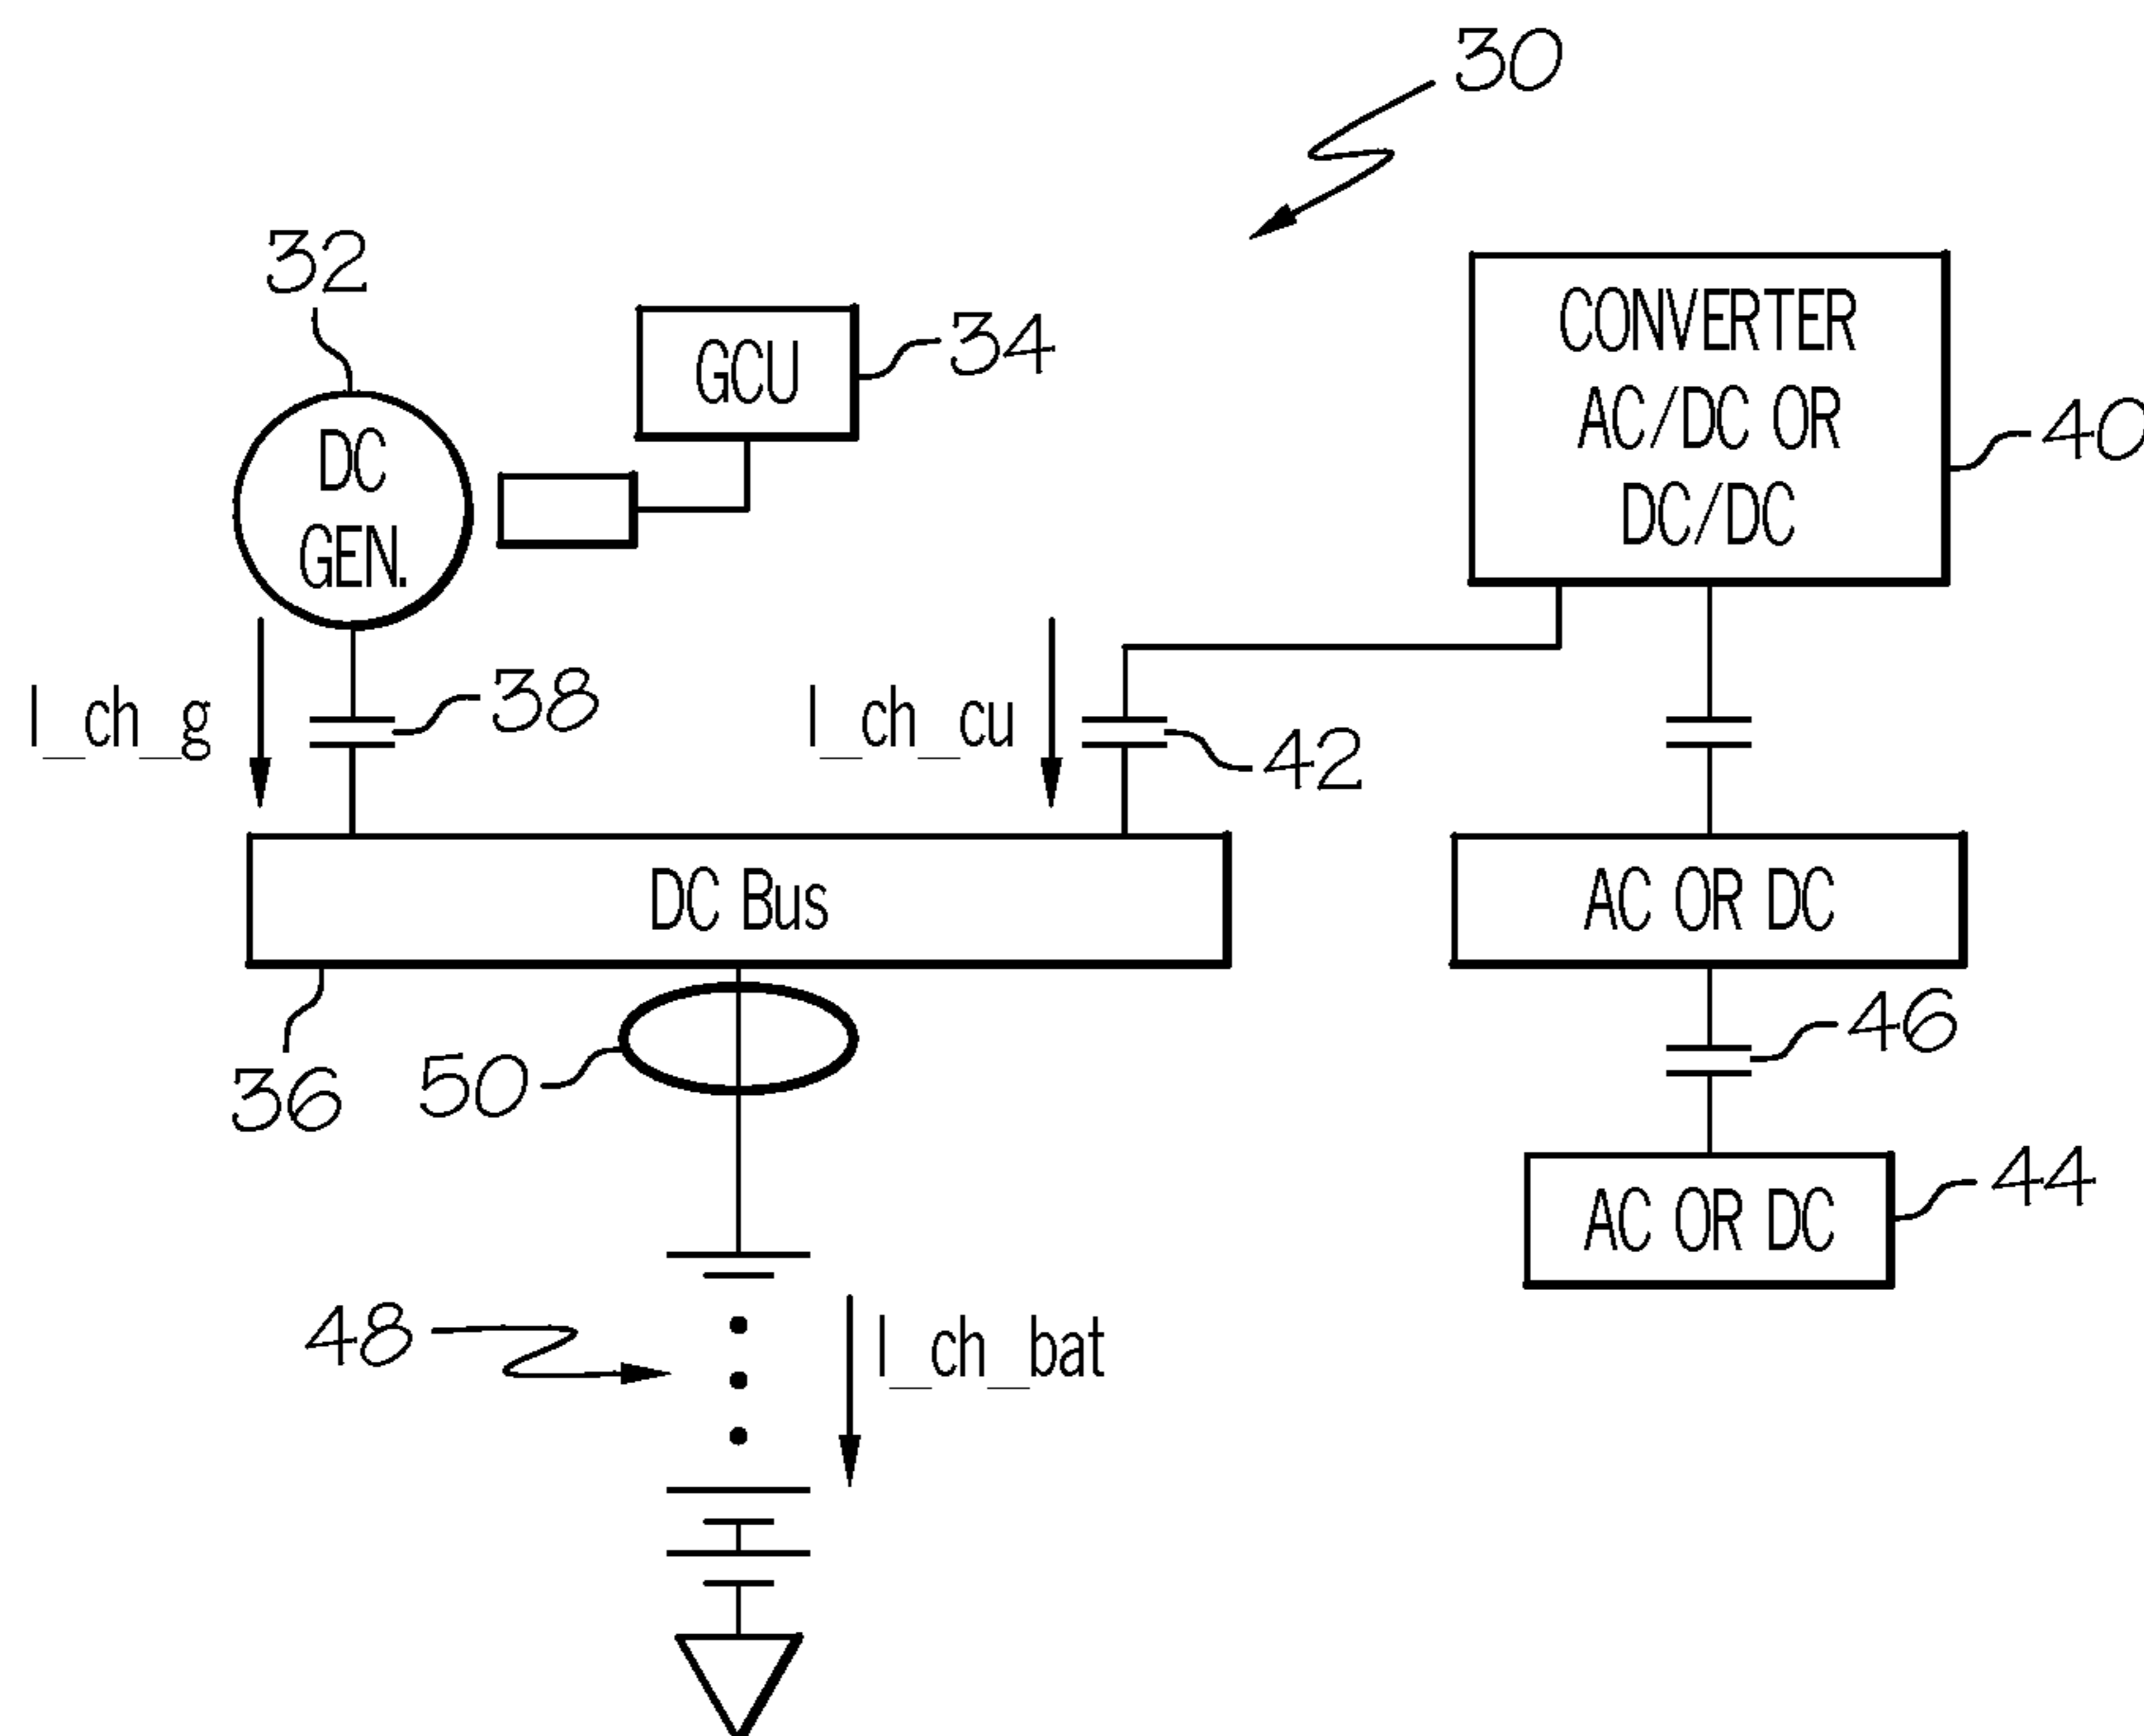 30
32
GCU
34
DC
GEN.
CONVERTER
AC/DC OR
DC/DC
40
I_ch_g
38
I_ch_cu
42
DC Bus
AC OR DC
36
50
46
AC OR DC
44
48
I_ch_bat